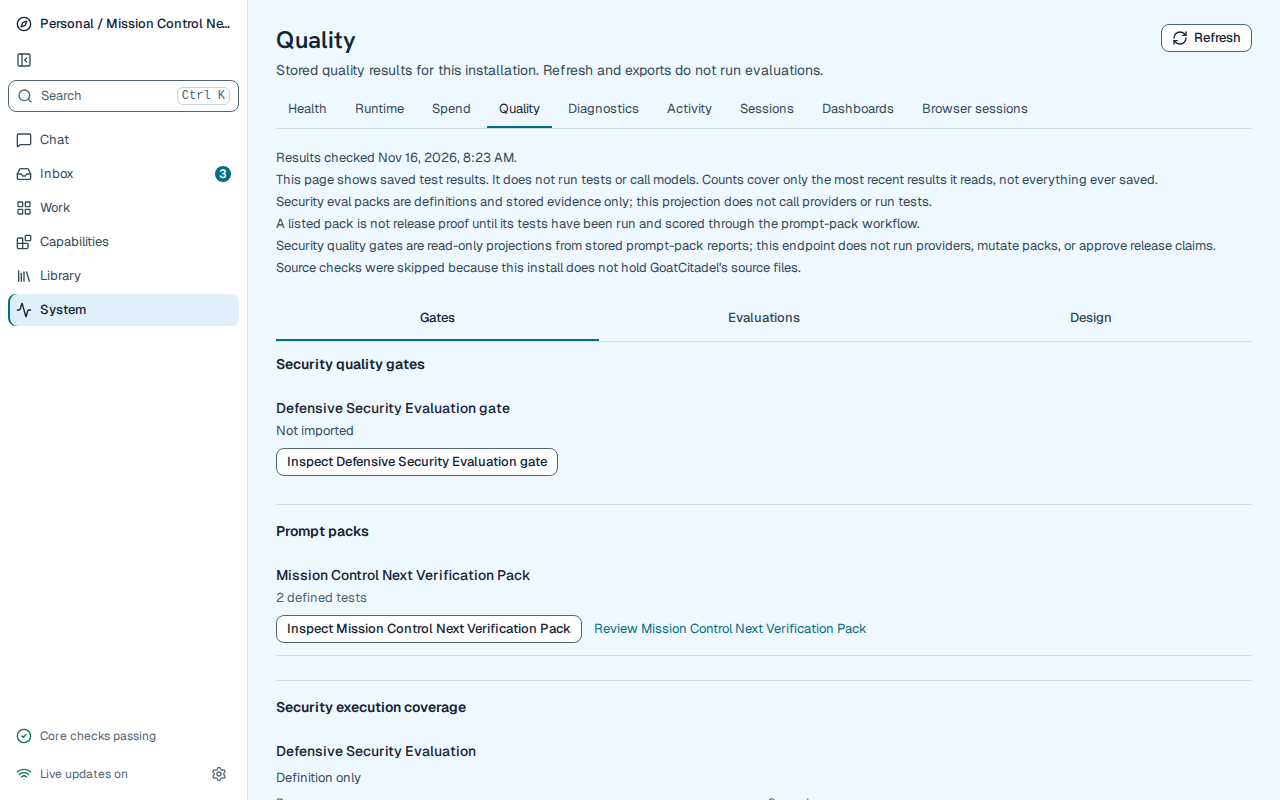 Personal / Mission Control Ne...
Search
Ctrl K
Chat
Inbox
3
Work
Capabilities
Library
System
Core checks passing
Live updates on
Quality
Refresh
Stored quality results for this installation. Refresh and exports do not run evaluations.
Health
Runtime
Spend
Quality
Diagnostics
Activity
Sessions
Dashboards
Browser sessions
Results checked Nov 16, 2026, 8:23 AM.
This page shows saved test results. It does not run tests or call models. Counts cover only the most recent results it reads, not everything ever saved.
Security eval packs are definitions and stored evidence only; this projection does not call providers or run tests.
A listed pack is not release proof until its tests have been run and scored through the prompt-pack workflow.
Security quality gates are read-only projections from stored prompt-pack reports; this endpoint does not run providers, mutate packs, or approve release claims.
Source checks were skipped because this install does not hold GoatCitadel's source files.
Gates
Evaluations
Design
Security quality gates
Defensive Security Evaluation gate
Not imported
Inspect Defensive Security Evaluation gate
Prompt packs
Mission Control Next Verification Pack
2 defined tests
Inspect Mission Control Next Verification Pack
Review Mission Control Next Verification Pack
Security execution coverage
Defensive Security Evaluation
Definition only